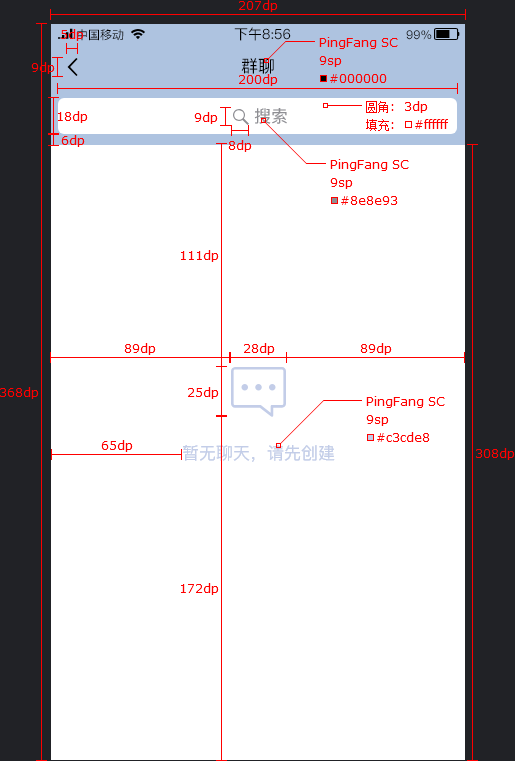 207dp
5dp
中国移动
下午8:56
99%
PingFang SC
9sp
#000000
9dp
群聊
200dp
圆角： 3dp
填充： #ffffff
18dp
9dp
搜索
6dp
8dp
PingFang SC
9sp
#8e8e93
111dp
89dp
28dp
89dp
25dp
368dp
PingFang SC
9sp
#c3cde8
65dp
暂无聊天，请先创建
308dp
172dp